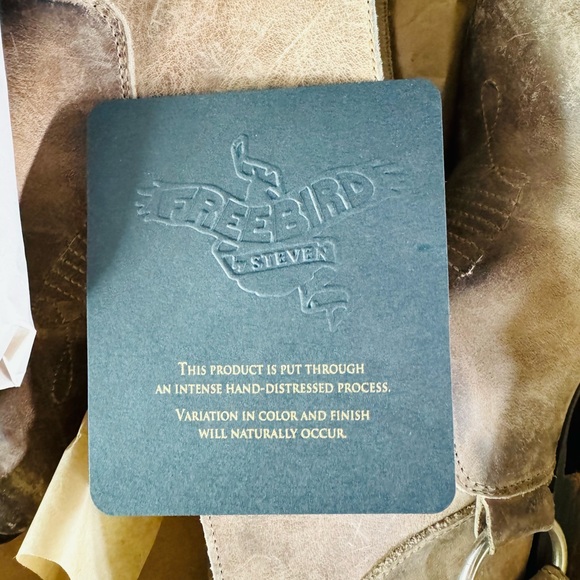 FREEBIRD
by STEVEN
THIS PRODUCT IS PUT THROUGH
AN INTENSE HAND-DISTRESSED PROCESS.
VARIATION IN COLOR AND FINISH
WILL NATURALLY OCCUR.